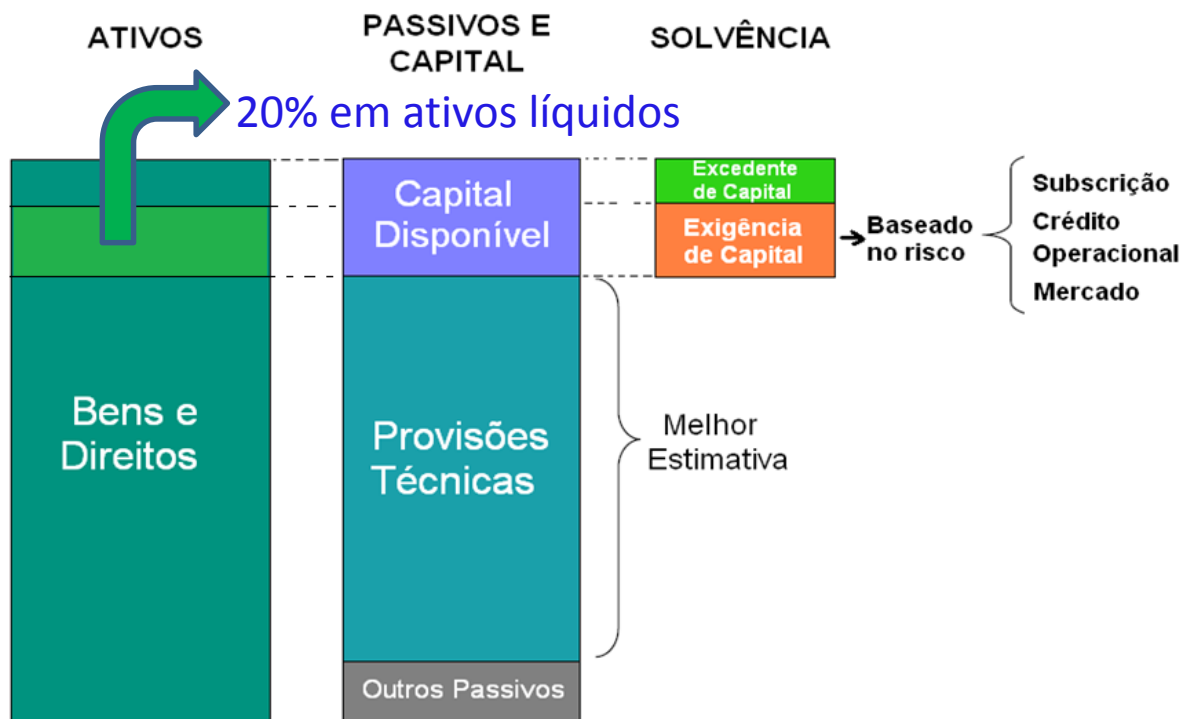 ATIVOS
PASSIVOS E
CAPITAL
SOLVÊNCIA
20% em ativos líquidos
Bens e
Direitos
Capital
Disponível
Provisões
Técnicas
Outros Passivos
Melhor
Estimativa
Excedente
de Capital
Exigência
de Capital
Baseado
no risco
Subscrição
Crédito
Operacional
Mercado